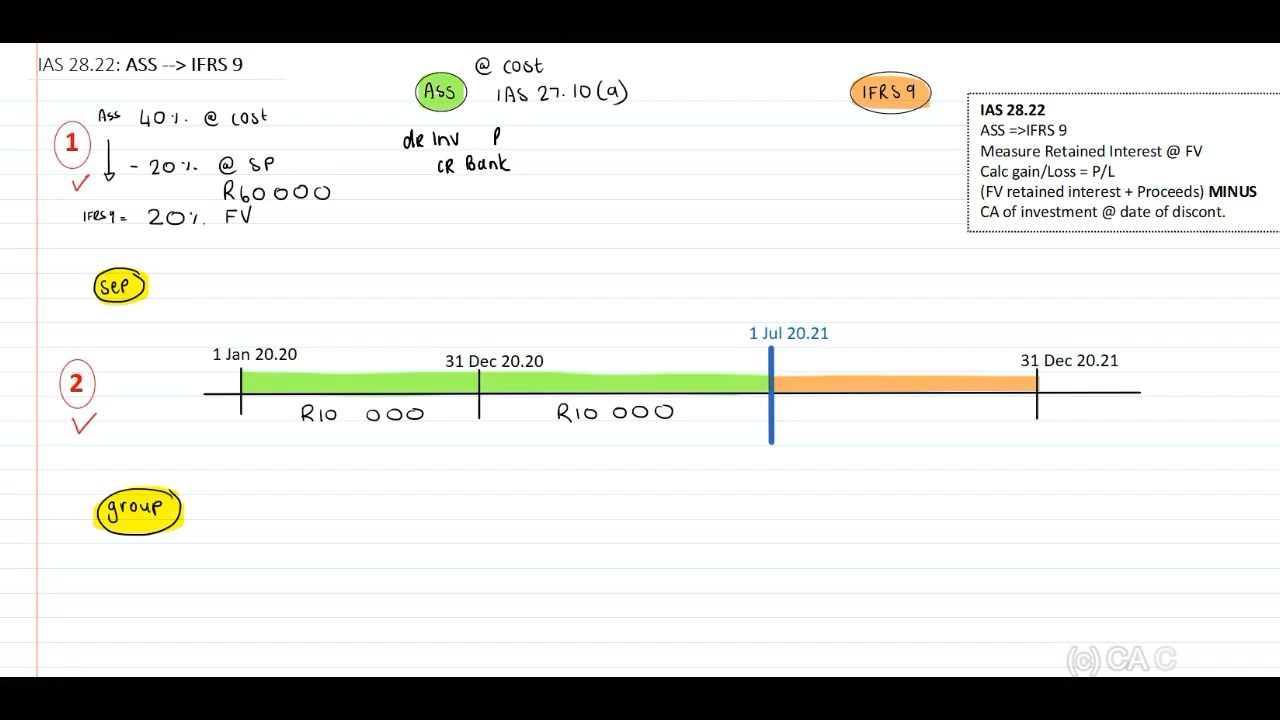 IAS 28.22: ASS --> IFRS 9
@ cost
ASS
IAS 27.10(a)
IFRS 9
IAS 28.22
ASS =>IFRS 9
Measure Retained Interest @ FV
Calc gain/Loss = P/L
(FV retained interest + Proceeds) MINUS
CA of investment @ date of discont.
1
Ass 40% @ cost
- 20% @ SP
R60000
IFRS 9 = 20% FV
dR Inv P
CR Bank
Sep
1 Jul 20.21
1 Jan 20.20
31 Dec 20.20
31 Dec 20.21
2
R10 000
R10 000
group
(c) CA C